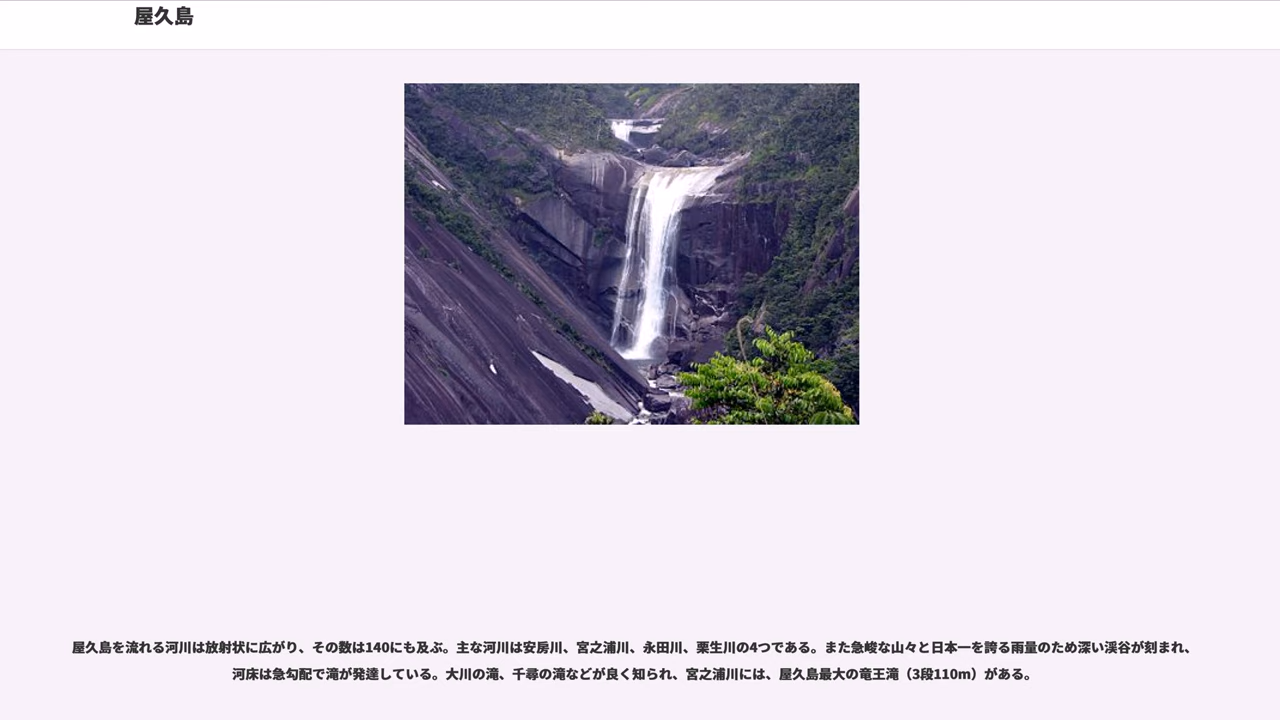 屋久島
屋久島を流れる河川は放射状に広がり、その数は140にも及ぶ。主な河川は安房川、宮之浦川、永田川、栗生川の4つである。また急峻な山々と日本一を誇る雨量のため深い渓谷が刻まれ、
河床は急勾配で滝が発達している。大川の滝、千尋の滝などが良く知られ、宮之浦川には、屋久島最大の竜王滝（3段110m）がある。